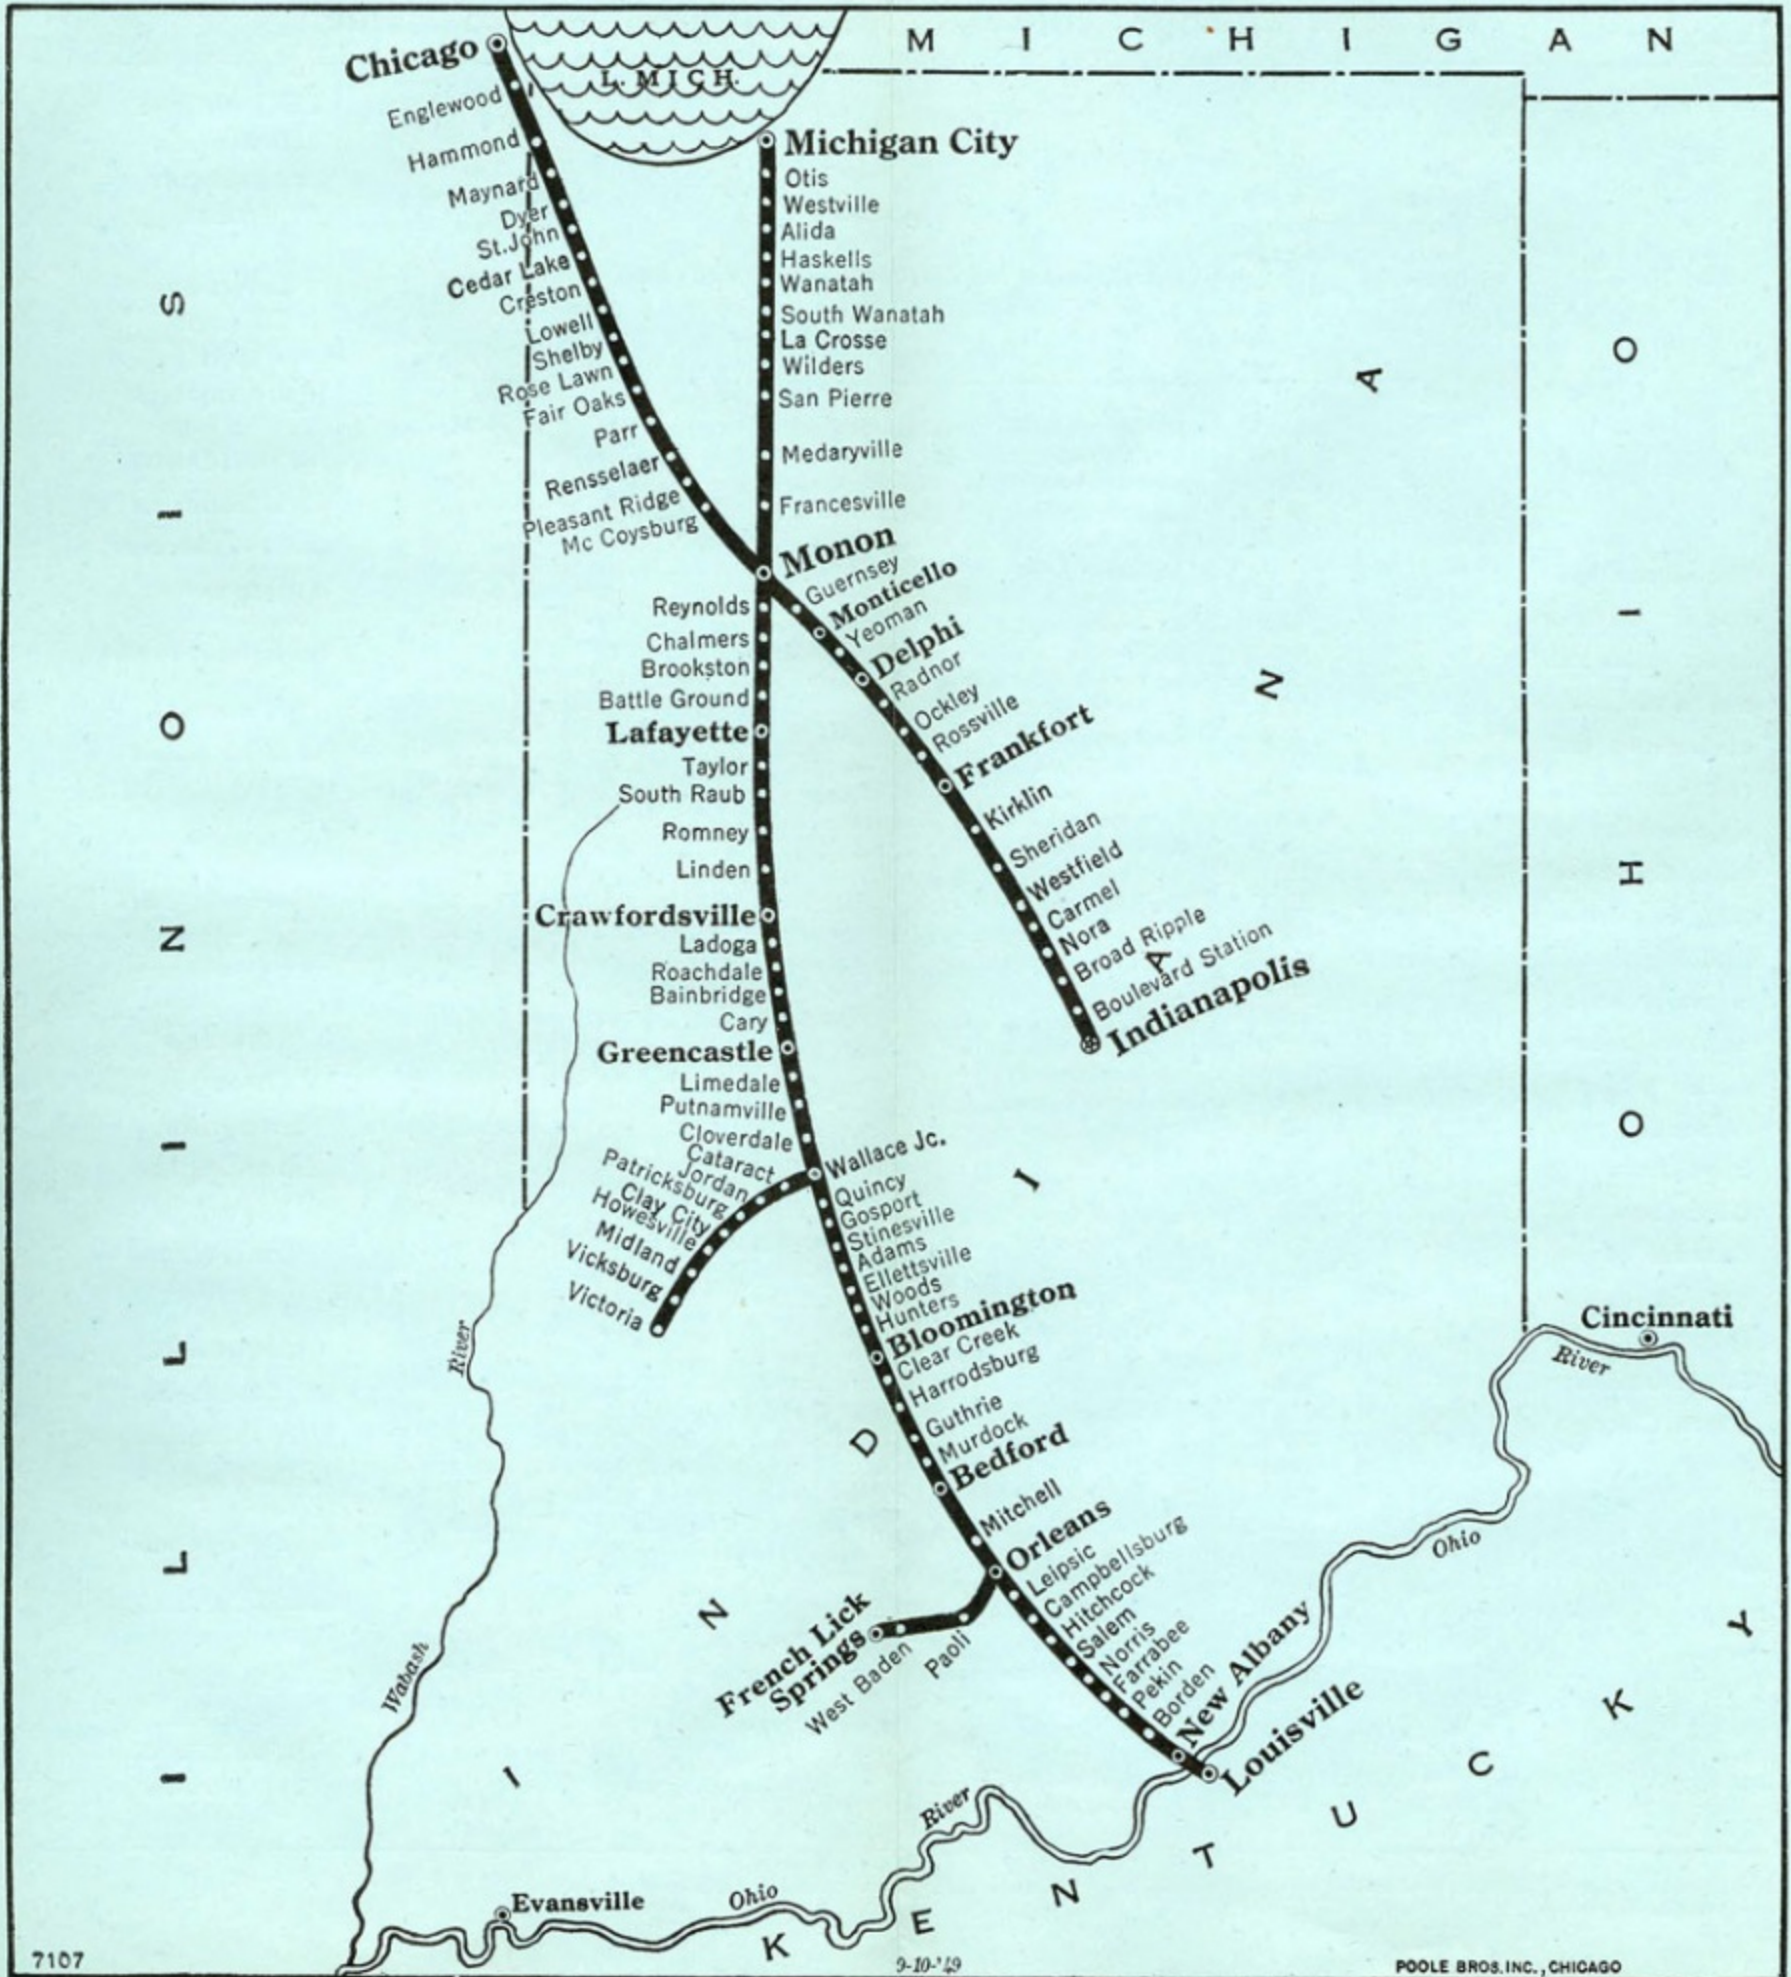 MICHIGAN
L. MICH.
Chicago
Englewood
Hammond
Maynard
Dyer
St. John
Cedar Lake
Creston
Lowell
Shelby
Rose Lawn
Fair Oaks
Parr
Rensselaer
Pleasant Ridge
Mc Coysburg
Michigan City
Otis
Westville
Alida
Haskells
Wanatah
South Wanatah
La Crosse
Wilders
San Pierre
Medaryville
Francesville
Monon
Guernsey
Monticello
Yeoman
Delphi
Radnor
Ockley
Rossville
Frankfort
Kirklin
Sheridan
Westfield
Carmel
Nora
Broad Ripple
Boulevard Station
Indianapolis
Reynolds
Chalmers
Brookston
Battle Ground
Lafayette
Taylor
South Raub
Romney
Linden
Crawfordsville
Ladoga
Roachdale
Bainbridge
Cary
Greencastle
Limedale
Putnamville
Cloverdale
Wallace Jc.
Cataract
Jordan
Patricksburg
Clay City
Howesville
Midland
Vicksburg
Victoria
Quincy
Gosport
Stinesville
Adams
Ellettsville
Woods
Hunters
Bloomington
Clear Creek
Harrodsburg
Guthrie
Murdock
Bedford
Mitchell
Orleans
Paoli
West Baden
French Lick
Springs
Leipsic
Campbellsburg
Hitchcock
Salem
Norris
Farrabee
Pekin
Borden
New Albany
Louisville
Cincinnati
River
Ohio
River
Wabash
River
Ohio
Evansville
ILLINOIS
INDIANA
OHIO
KENTUCKY
7107
9-10-'49
POOLE BROS. INC., CHICAGO